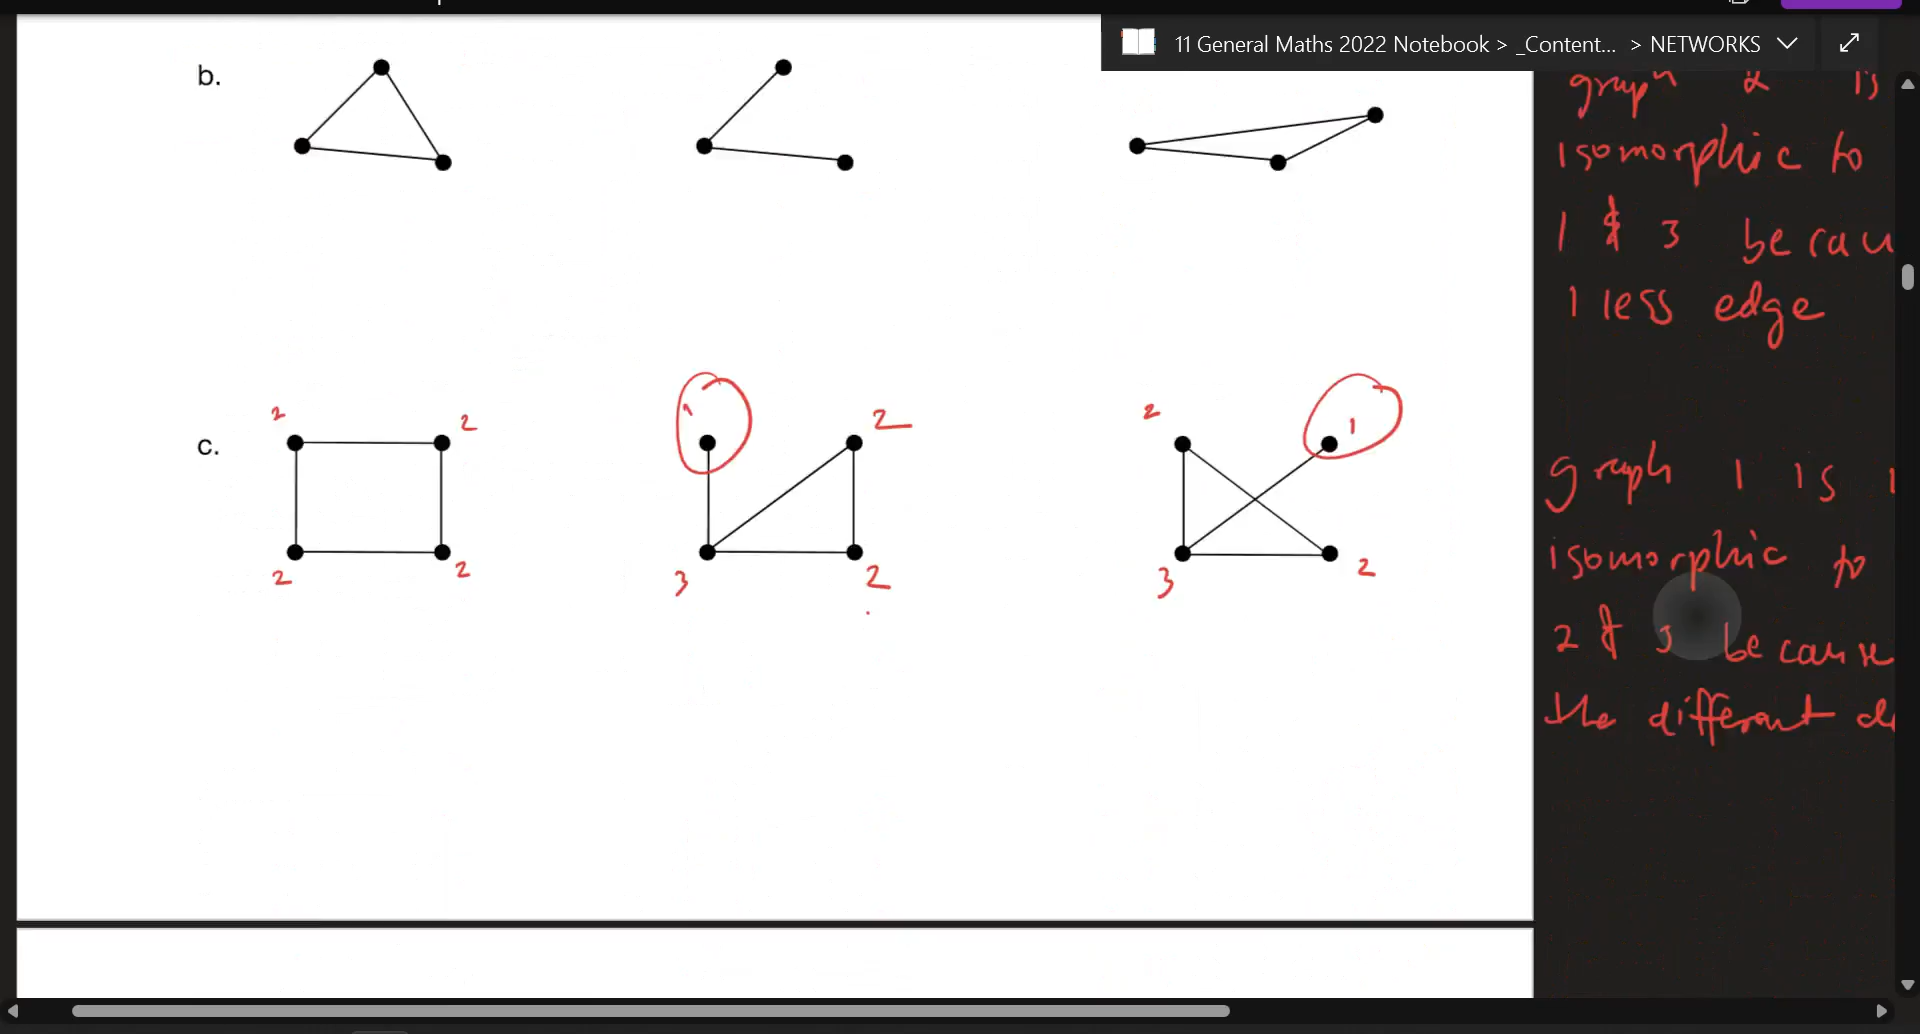 11 General Maths 2022 Notebook > _Content... > NETWORKS
b.
graph 2 is
isomorphic to
1 & 3 becau
1 less edge
2 2 1 2 2 1
c.
2 2 3 2 3 2
graph 1 is
isomorphic to
2 & 3 because
the different